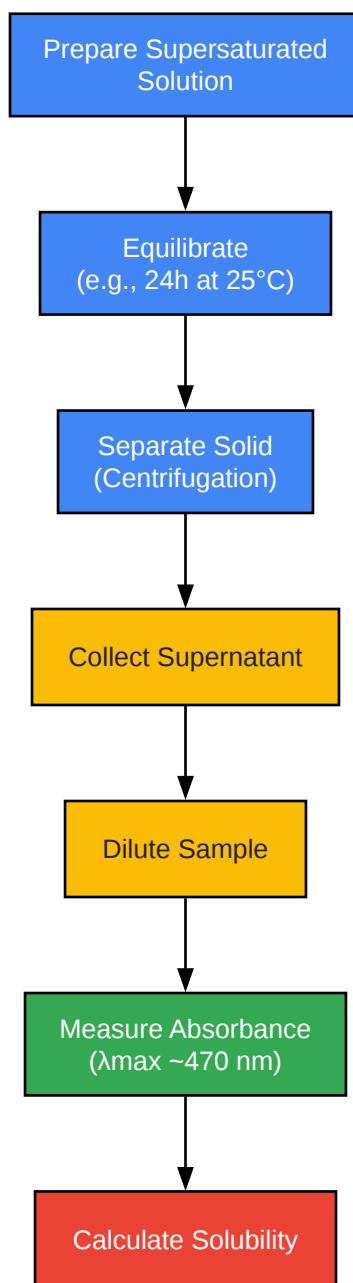 Prepare Supersaturated
Solution
Equilibrate
(e.g., 24h at 25°C)
Separate Solid
(Centrifugation)
Collect Supernatant
Dilute Sample
Measure Absorbance
(λmax ~470 nm)
Calculate Solubility